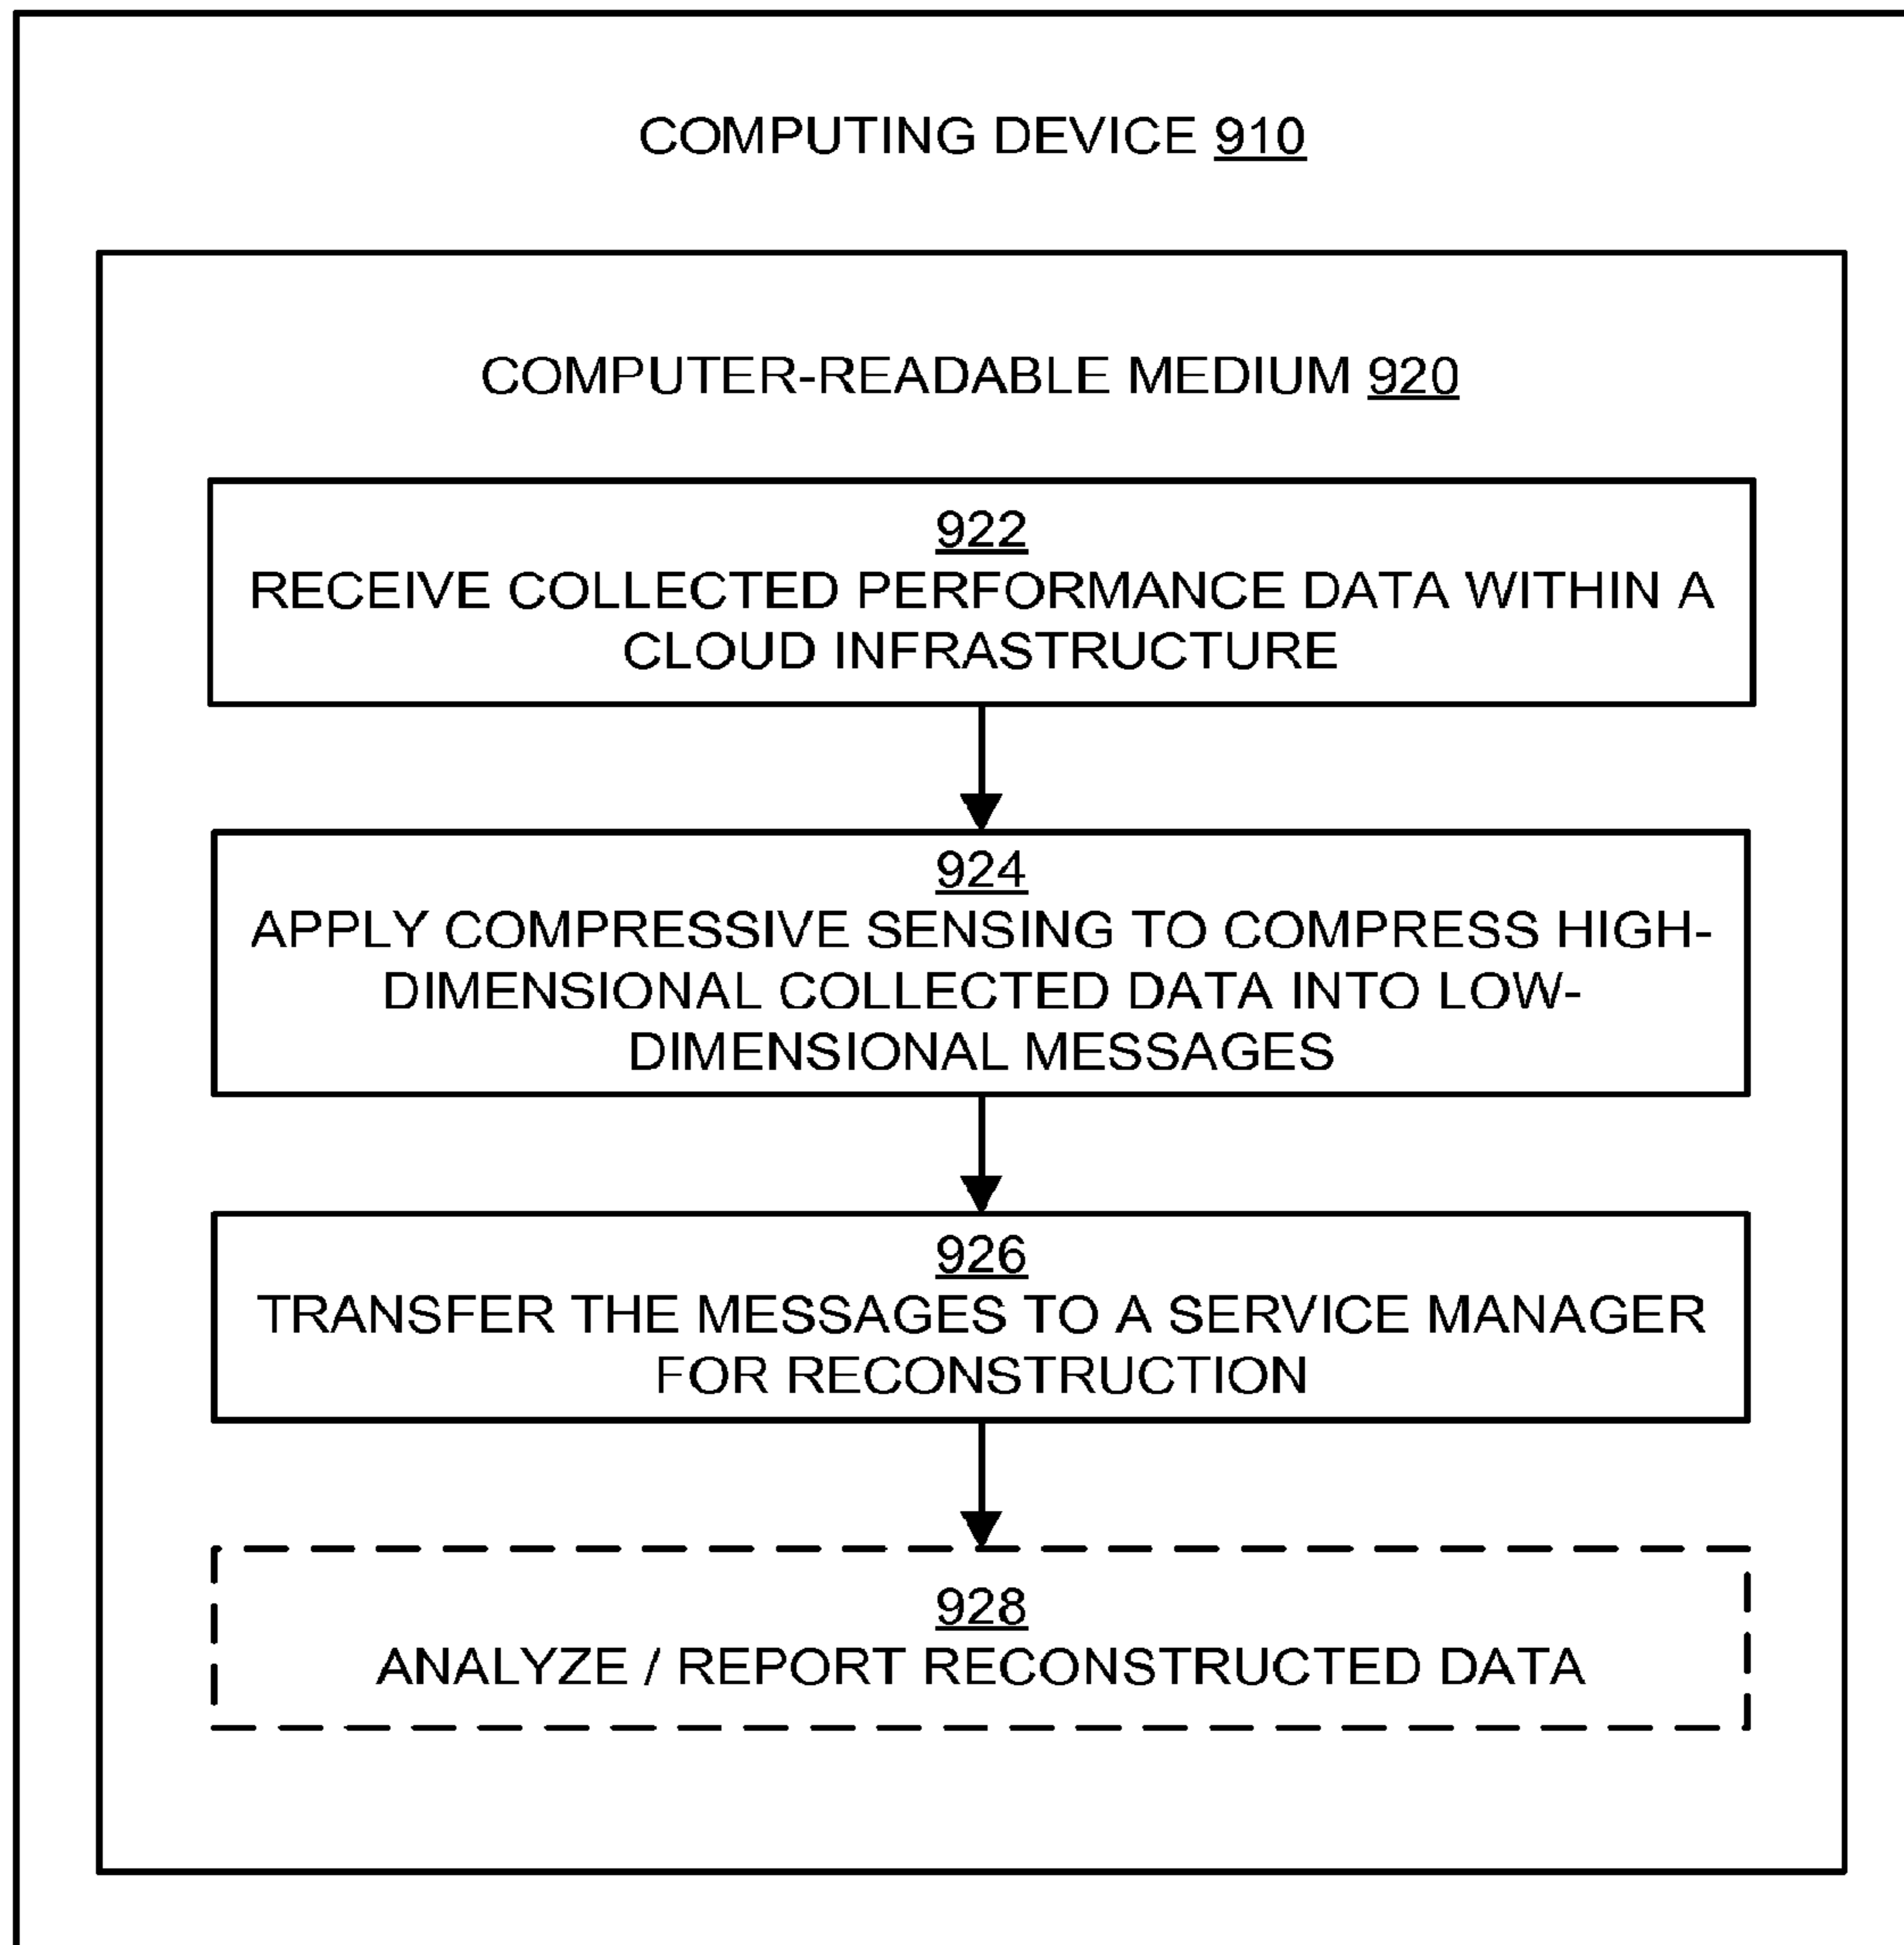 COMPUTING DEVICE 910
COMPUTER-READABLE MEDIUM 920
922
RECEIVE COLLECTED PERFORMANCE DATA WITHIN A
CLOUD INFRASTRUCTURE
924
APPLY COMPRESSIVE SENSING TO COMPRESS HIGH-
DIMENSIONAL COLLECTED DATA INTO LOW-
DIMENSIONAL MESSAGES
926
TRANSFER THE MESSAGES TO A SERVICE MANAGER
FOR RECONSTRUCTION
928
ANALYZE / REPORT RECONSTRUCTED DATA